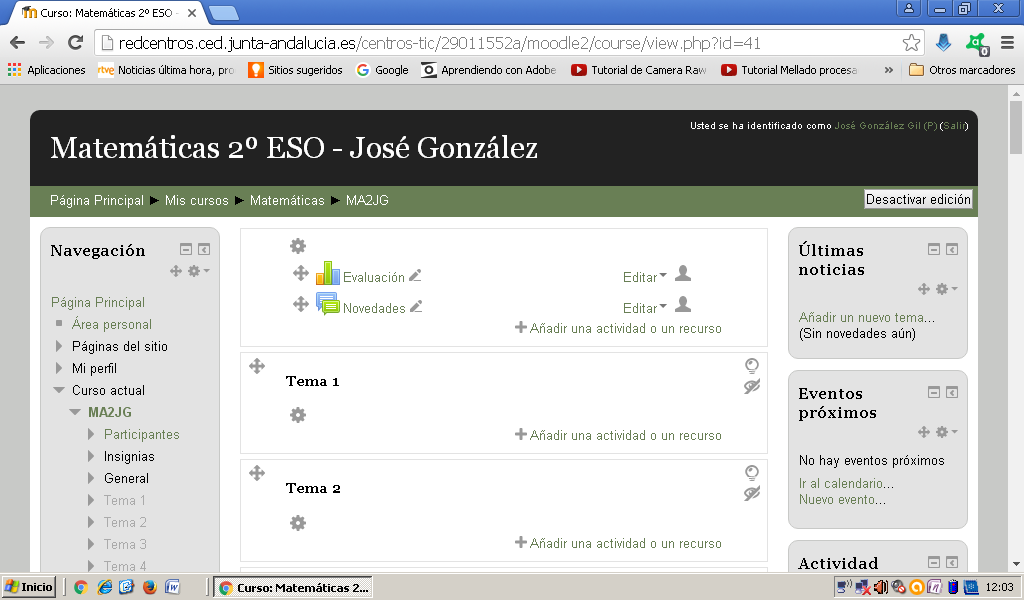 Curso: Matemáticas 2º ESO -
redcentros.ced.junta-andalucia.es/centros-tic/29011552a/moodle2/course/view.php?id=41
Aplicaciones
rtve Noticias última hora, pro
Sitios sugeridos
Google
Aprendiendo con Adobe
Tutorial de Camera Raw
Tutorial Mellado procesa
»
Otros marcadores
Usted se ha identificado como José González Gil (P) (Salir)
Matemáticas 2º ESO - José González
Página Principal ► Mis cursos ► Matemáticas ► MA2JG
Desactivar edición
Navegación
Página Principal
Área personal
Páginas del sitio
Mi perfil
Curso actual
MA2JG
Participantes
Insignias
General
Tema 1
Tema 2
Tema 3
Tema 4
Evaluación
Editar
Novedades
Editar
Añadir una actividad o un recurso
Tema 1
Añadir una actividad o un recurso
Tema 2
Añadir una actividad o un recurso
Últimas
noticias
Añadir un nuevo tema...
(Sin novedades aún)
Eventos
próximos
No hay eventos próximos
Ir al calendario...
Nuevo evento...
Actividad
Inicio
Curso: Matemáticas 2...
12:03